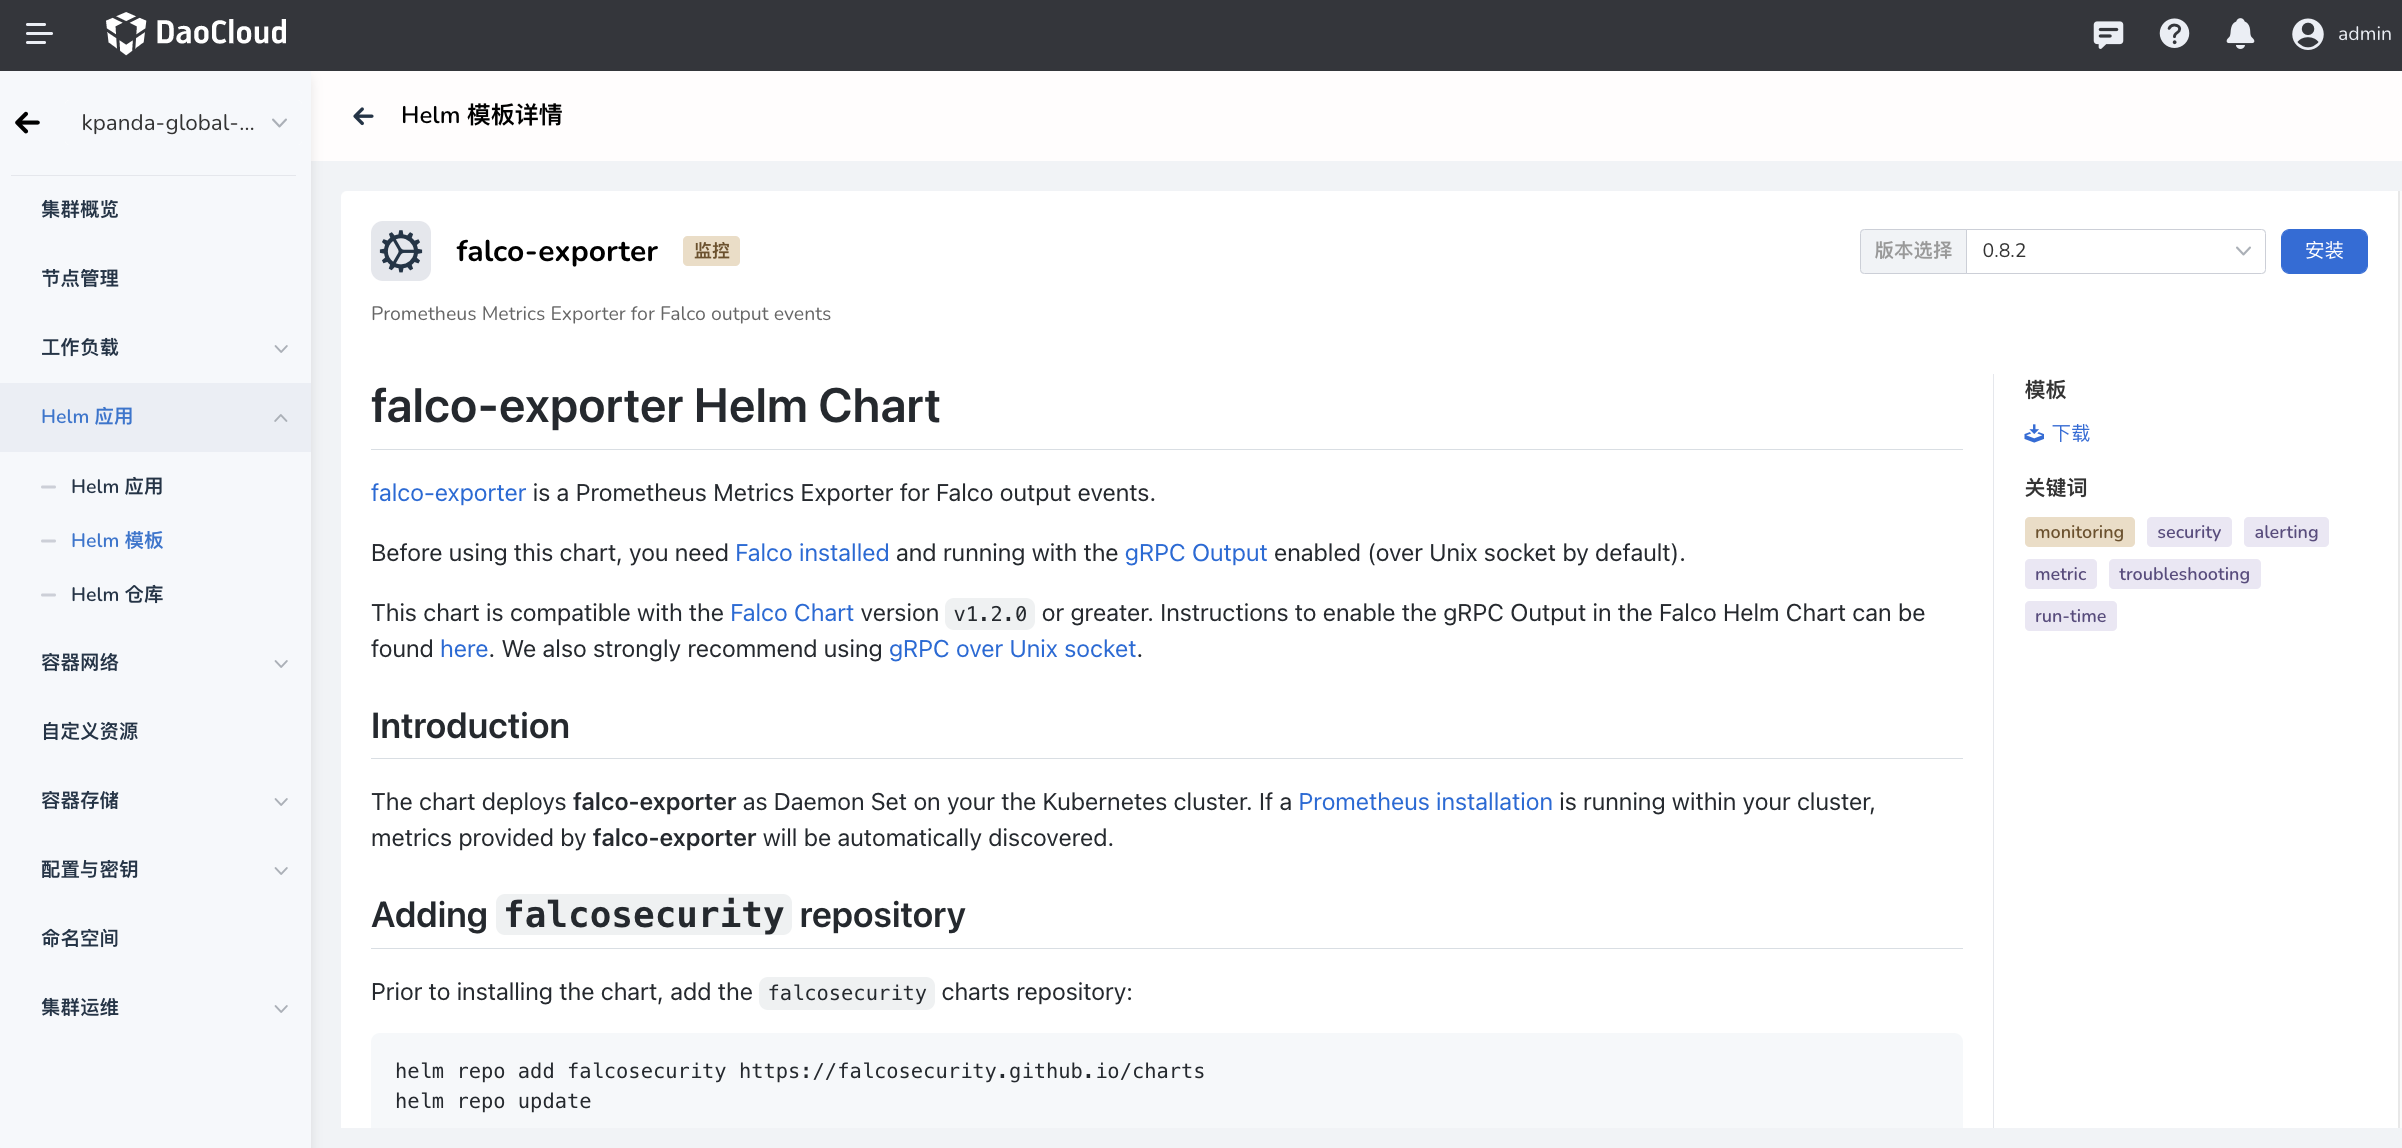 DaoCloud
admin
kpanda-global-...
集群概览
节点管理
工作负载
Helm 应用
Helm 应用
Helm 模板
Helm 仓库
容器网络
自定义资源
容器存储
配置与密钥
命名空间
集群运维
Helm 模板详情
falco-exporter 监控
版本选择 0.8.2 安装
Prometheus Metrics Exporter for Falco output events
falco-exporter Helm Chart
falco-exporter is a Prometheus Metrics Exporter for Falco output events.
Before using this chart, you need Falco installed and running with the gRPC Output enabled (over Unix socket by default).
This chart is compatible with the Falco Chart version v1.2.0 or greater. Instructions to enable the gRPC Output in the Falco Helm Chart can be
found here. We also strongly recommend using gRPC over Unix socket.
Introduction
The chart deploys falco-exporter as Daemon Set on your the Kubernetes cluster. If a Prometheus installation is running within your cluster,
metrics provided by falco-exporter will be automatically discovered.
Adding falcosecurity repository
Prior to installing the chart, add the falcosecurity charts repository:
helm repo add falcosecurity https://falcosecurity.github.io/charts
helm repo update
模板
下载
关键词
monitoring security alerting
metric troubleshooting
run-time